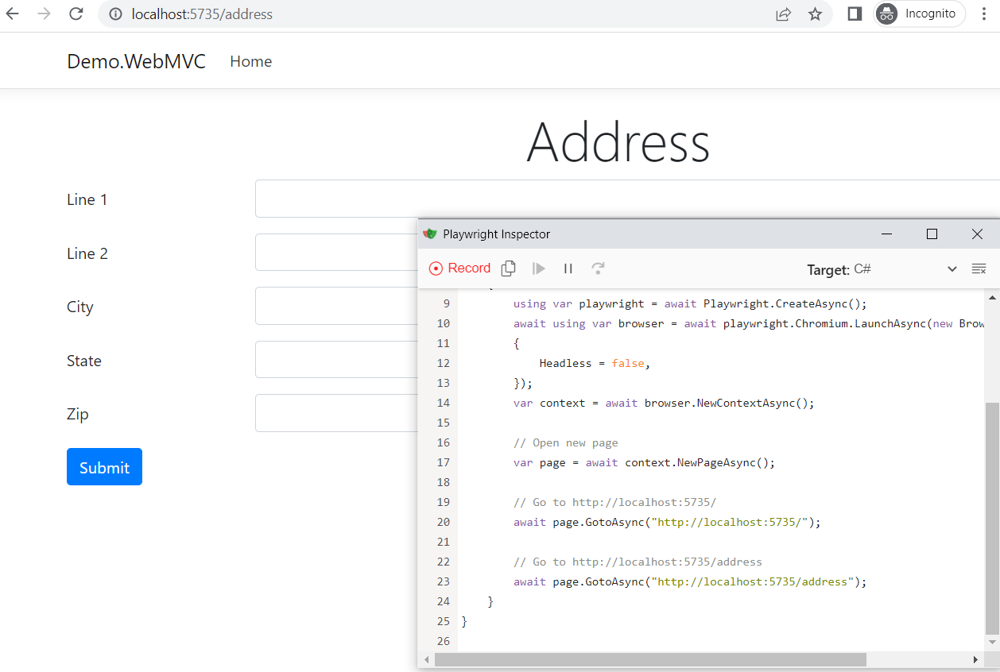 localhost:5735/address
Incognito
Demo.WebMVC Home
Address
Line 1
Line 2
City
State
Zip
Submit
Playwright Inspector
Record
Target: C#
9 using var playwright = await Playwright.CreateAsync();
10 await using var browser = await playwright.Chromium.LaunchAsync(new Brow
11 {
12 Headless = false,
13 });
14 var context = await browser.NewContextAsync();
15
16 // Open new page
17 var page = await context.NewPageAsync();
18
19 // Go to http://localhost:5735/
20 await page.GotoAsync("http://localhost:5735/");
21
22 // Go to http://localhost:5735/address
23 await page.GotoAsync("http://localhost:5735/address");
24 }
25 }
26